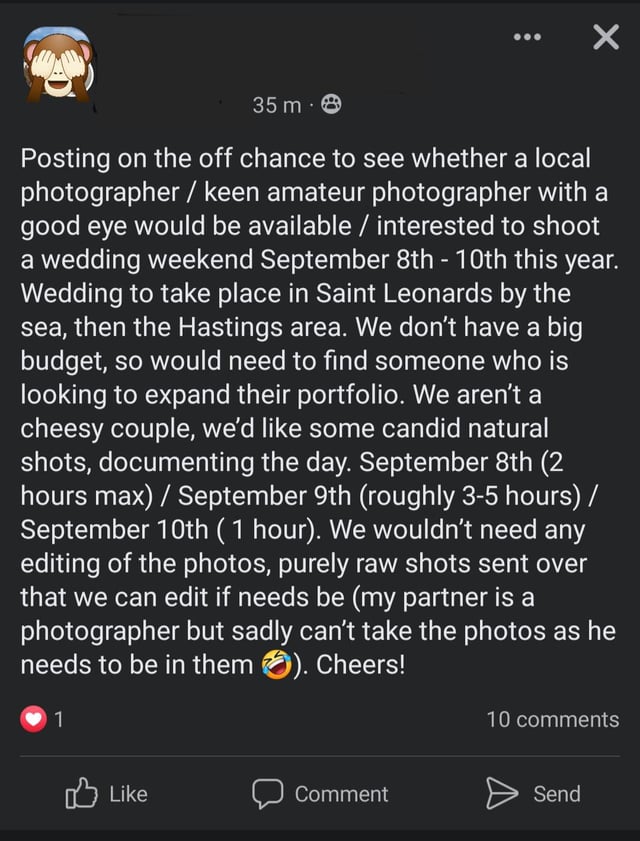 35 m ·
Posting on the off chance to see whether a local
photographer / keen amateur photographer with a
good eye would be available / interested to shoot
a wedding weekend September 8th - 10th this year.
Wedding to take place in Saint Leonards by the
sea, then the Hastings area. We don't have a big
budget, so would need to find someone who is
looking to expand their portfolio. We aren't a
cheesy couple, we'd like some candid natural
shots, documenting the day. September 8th (2
hours max) / September 9th (roughly 3-5 hours) /
September 10th ( 1 hour). We wouldn't need any
editing of the photos, purely raw shots sent over
that we can edit if needs be (my partner is a
photographer but sadly can't take the photos as he
needs to be in them 🤣). Cheers!
1 10 comments
Like Comment Send